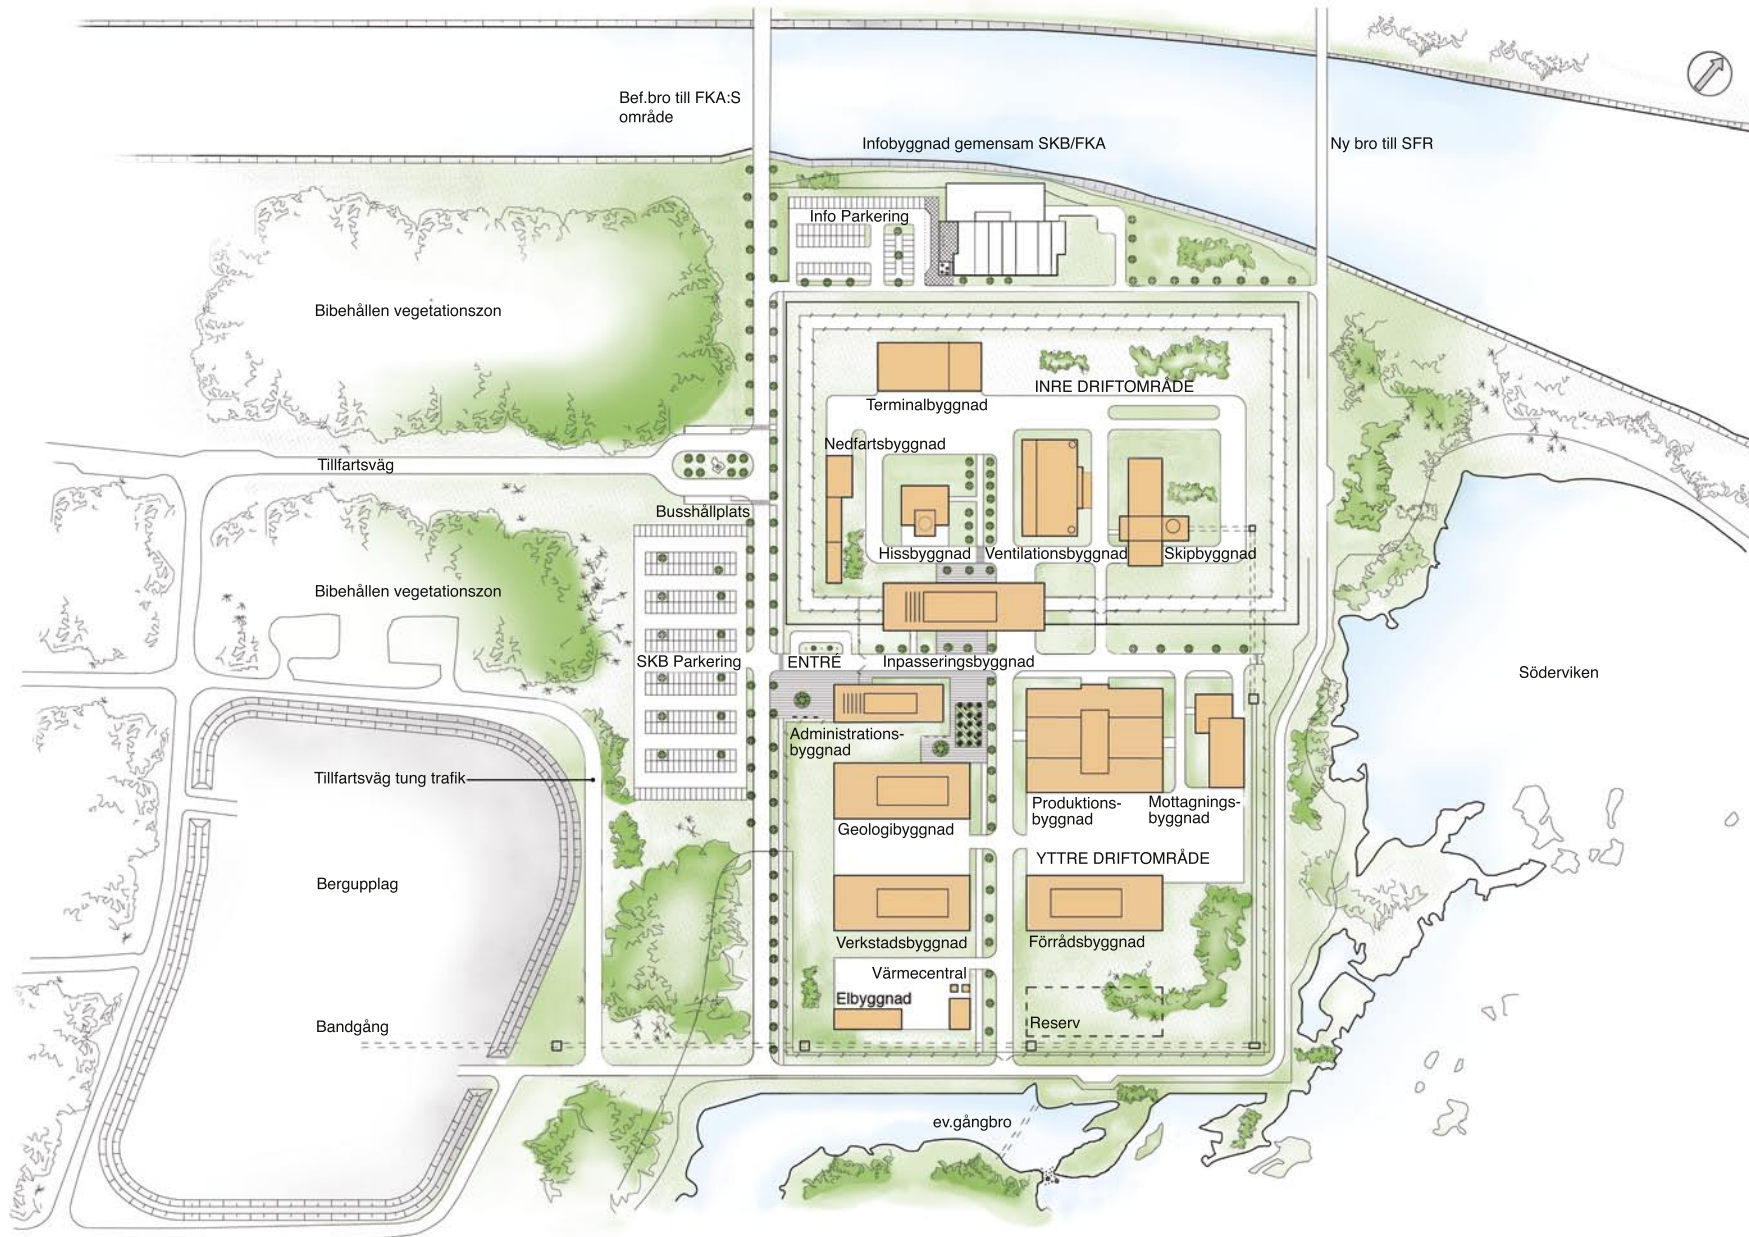 Bef.bro till FKA:S
område
Infobyggnad gemensam SKB/FKA
Ny bro till SFR
Info Parkering
Bibehållen vegetationszon
INRE DRIFTOMRÅDE
Terminalbyggnad
Nedfartsbyggnad
Tillfartsväg
Busshållplats
Hissbyggnad
Ventilationsbyggnad
Skipbyggnad
Bibehållen vegetationszon
SKB Parkering
ENTRÉ
Inpasseringsbyggnad
Söderviken
Administrations-
byggnad
Tillfartsväg tung trafik
Produktions-
byggnad
Mottagnings-
byggnad
Geologibyggnad
YTTRE DRIFTOMRÅDE
Bergupplag
Verkstadsbyggnad
Förrådsbyggnad
Värmecentral
Elbyggnad
Reserv
Bandgång
ev.gångbro